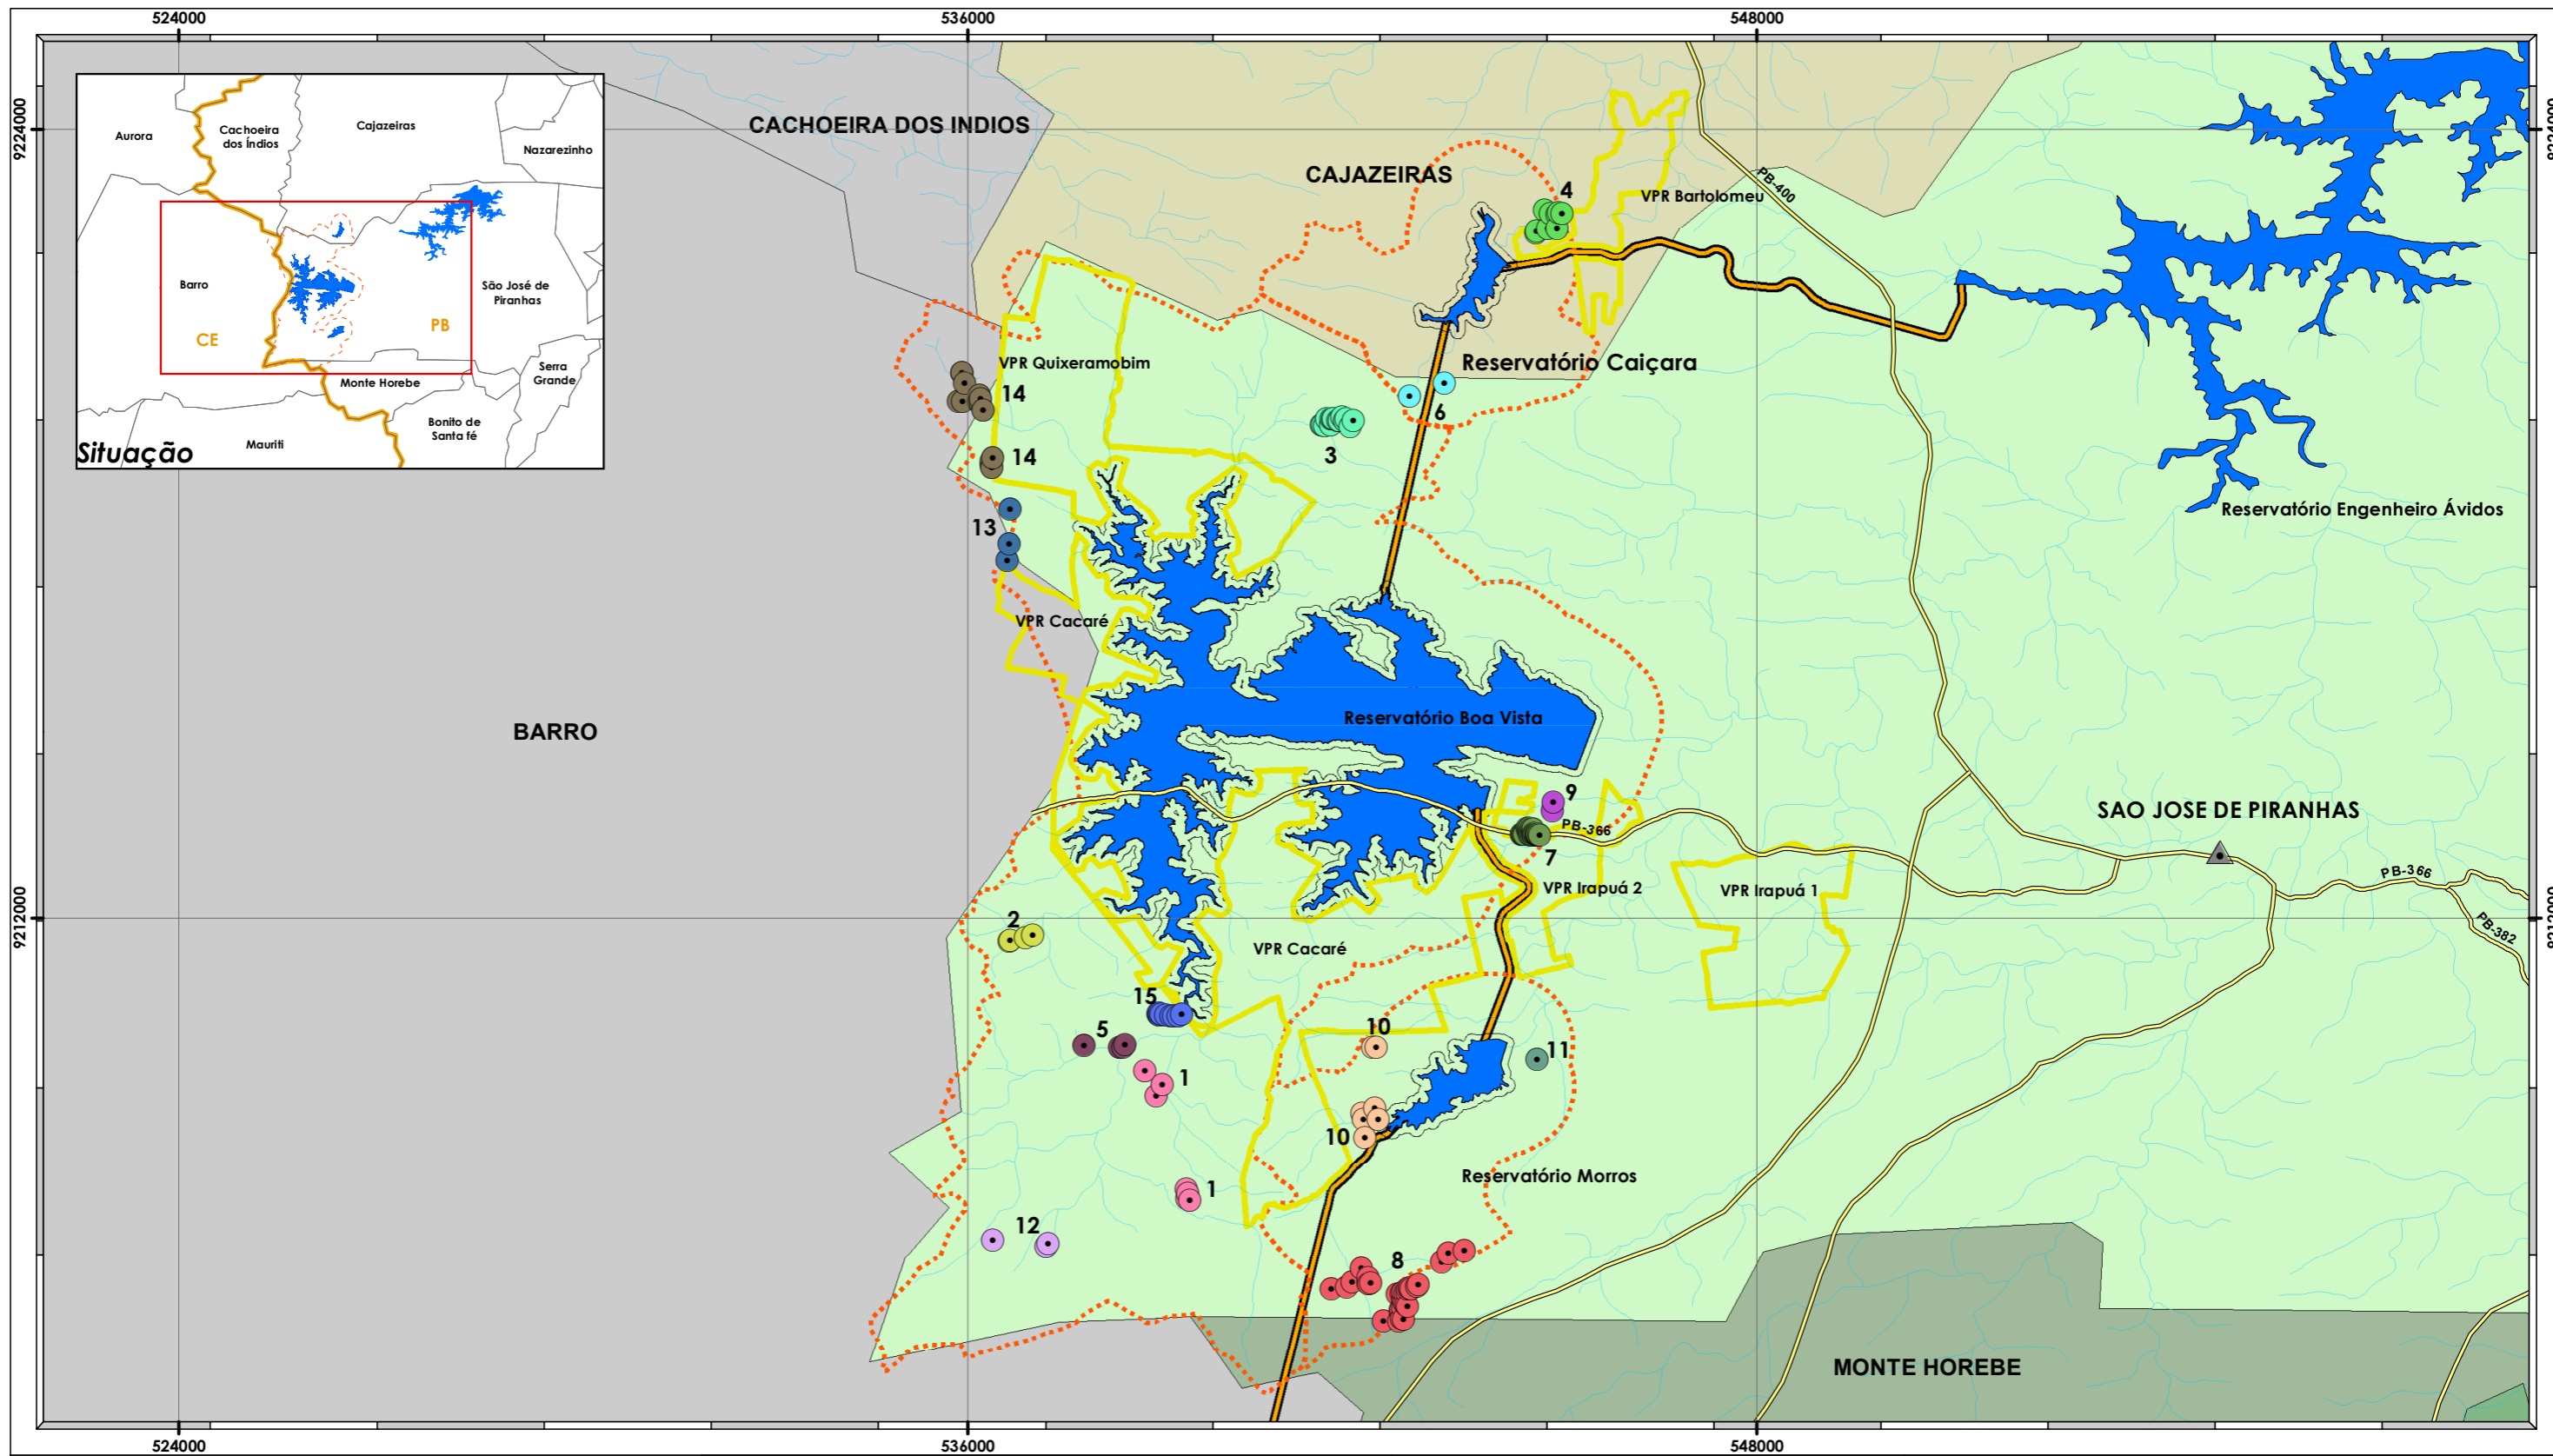 524000
536000
548000
9224000
9224000
Aurora
Cachoeira
dos Índios
Cajazeiras
Nazarezinho
Barro
São José de
Piranhas
CE
PB
Serra
Grande
Monte Horebe
Bonito de
Santa fé
Mauriti
Situação
CACHOEIRA DOS INDIOS
CAJAZEIRAS
4
VPR Bartolomeu
PB-400
VPR Quixeramobim
Reservatório Caiçara
14
6
3
14
13
Reservatório Engenheiro Ávidos
VPR Cacaré
Reservatório Boa Vista
BARRO
9
PB-366
7
SAO JOSE DE PIRANHAS
PB-366
VPR Irapuá 2
VPR Irapuá 1
9212000
9212000
2
PB-382
VPR Cacaré
15
5
10
11
1
10
Reservatório Morros
1
12
8
MONTE HOREBE
524000
536000
548000